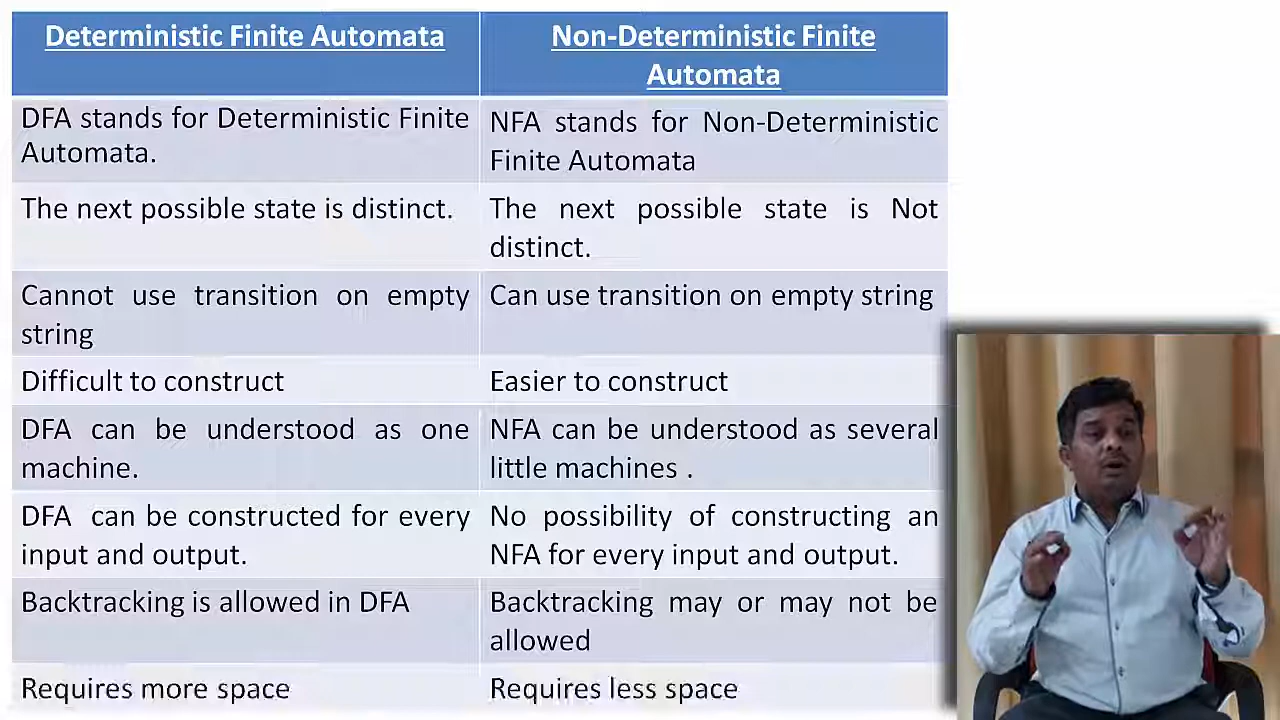 Deterministic Finite Automata
Non-Deterministic Finite
Automata
DFA stands for Deterministic Finite
Automata.
NFA stands for Non-Deterministic
Finite Automata
The next possible state is distinct.
The next possible state is Not
distinct.
Cannot use transition on empty
string
Can use transition on empty string
Difficult to construct
Easier to construct
DFA can be understood as one
machine.
NFA can be understood as several
little machines .
DFA can be constructed for every
input and output.
No possibility of constructing an
NFA for every input and output.
Backtracking is allowed in DFA
Backtracking may or may not be
allowed
Requires more space
Requires less space